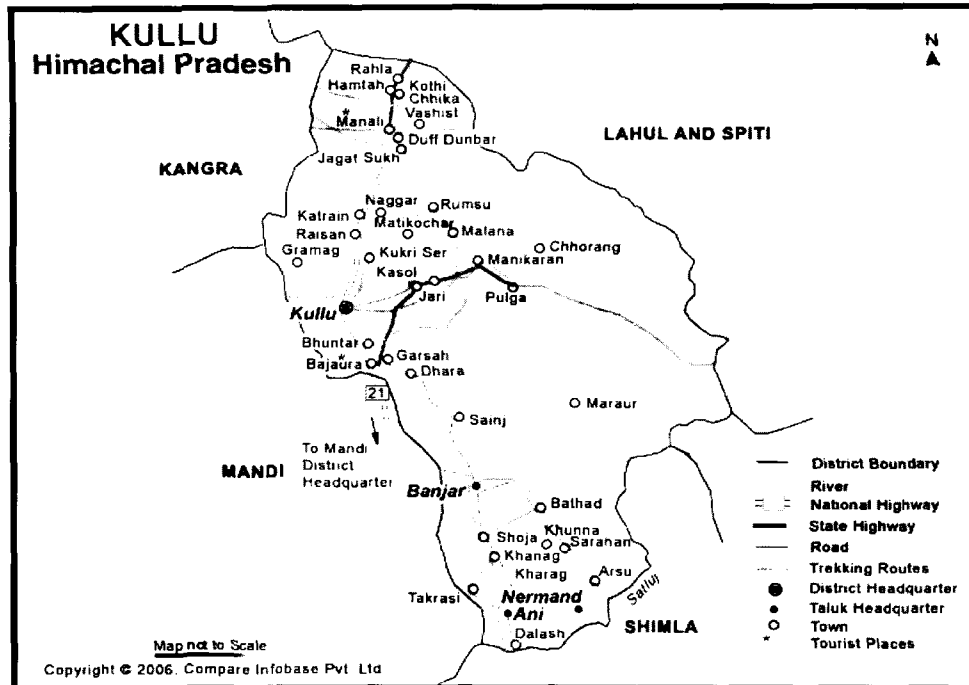 KULLU
Himachal Pradesh
N
Rahla
Hamtah
Kothi
Chhika
Vashist
Manali
Duff Dunbar
Jagat Sukh
LAHUL AND SPITI
KANGRA
Naggar
Rumsu
Katrain
Matikochar
Raisan
Malana
Gramag
Kukri Ser
Chhorang
Manikaran
Kasol
Jari
Pulga
Kullu
Bhuntar
Garsah
Bajaura
Dhara
21
Maraur
Sainj
To Mandi
District
Headquarter
MANDI
Banjar
Bathad
Shoja
Khunna
Sarahan
Khanag
Kharag
Arsu
Takrasi
Nermand
Ani
Satluj
SHIMLA
Dalash
District Boundary
River
National Highway
State Highway
Road
Trekking Routes
District Headquarter
Taluk Headquarter
Town
Tourist Places
Map not to Scale
Copyright © 2006. Compare Infobase Pvt Ltd